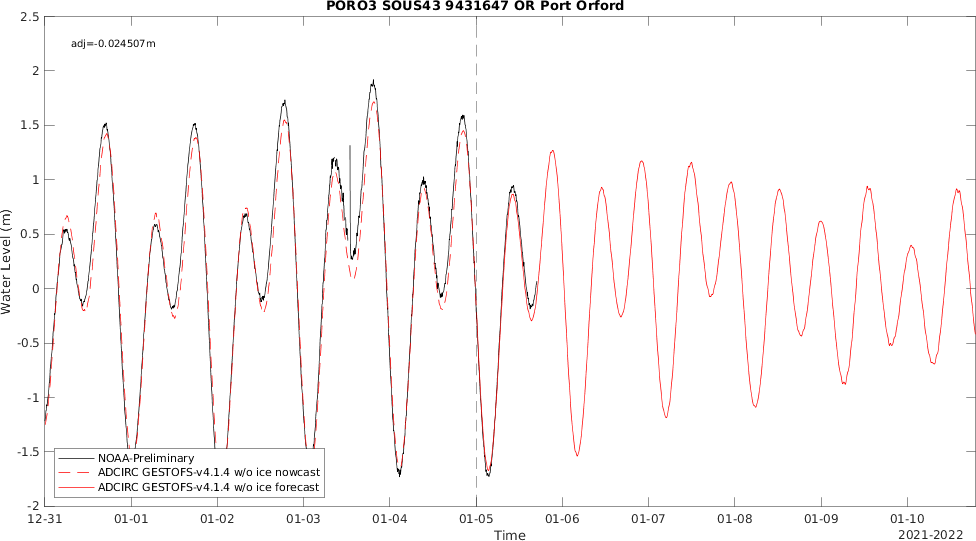 PORO3 SOUS43 9431647 OR Port Orford
adj=-0.024507m
Water Level (m)
2.5
2
1.5
1
0.5
0
-0.5
-1
-1.5
-2
NOAA-Preliminary
ADCIRC GESTOFS-v4.1.4 w/o ice nowcast
ADCIRC GESTOFS-v4.1.4 w/o ice forecast
12-31 01-01 01-02 01-03 01-04 01-05 01-06 01-07 01-08 01-09 01-10
Time
2021-2022